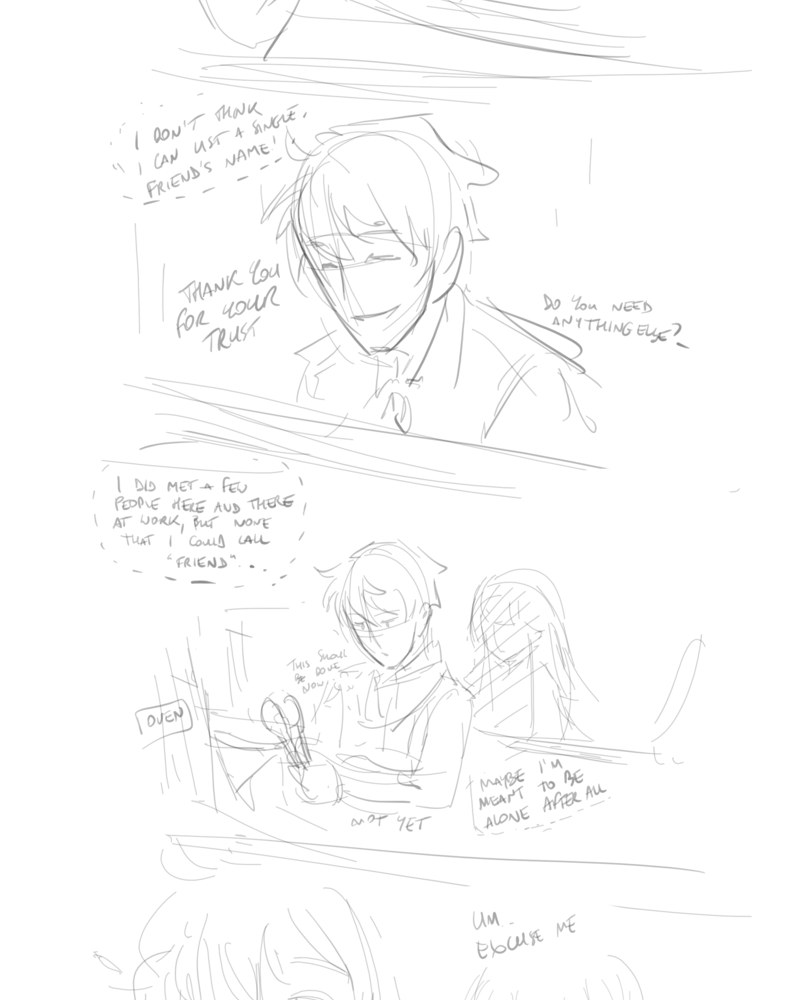 I DON'T THINK
I CAN LIST A SINGLE
FRIEND'S NAME!
THANK YOU
FOR YOUR
TRUST
DO YOU NEED
ANYTHING ELSE?
I DID MET A FEW
PEOPLE HERE AND THERE
AT WORK, BUT NONE
THAT I COULD CALL
"FRIEND"...
THIS SHOULD
BE DONE
NOW
OVEN
NOT YET
MAYBE I'M
MEANT TO BE
ALONE AFTER ALL
UM..
EXCUSE ME